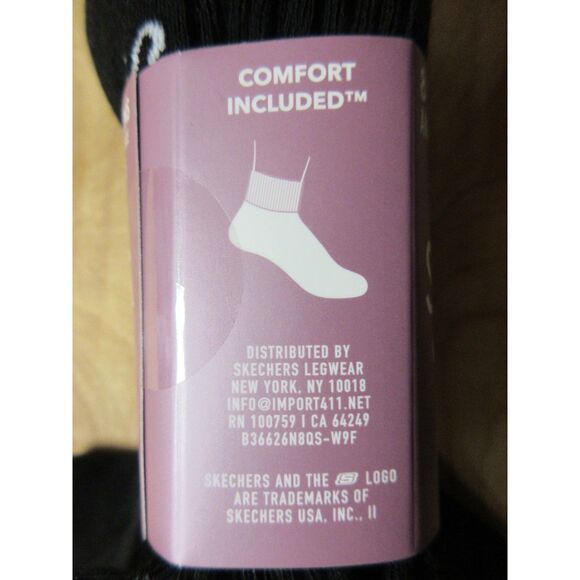 COMFORT
INCLUDED™
DISTRIBUTED BY
SKECHERS LEGWEAR
NEW YORK, NY 10018
INFO@IMPORT411.NET
RN 100759 | CA 64249
B36626N8QS-W9F
SKECHERS AND THE S LOGO
ARE TRADEMARKS OF
SKECHERS USA, INC., II